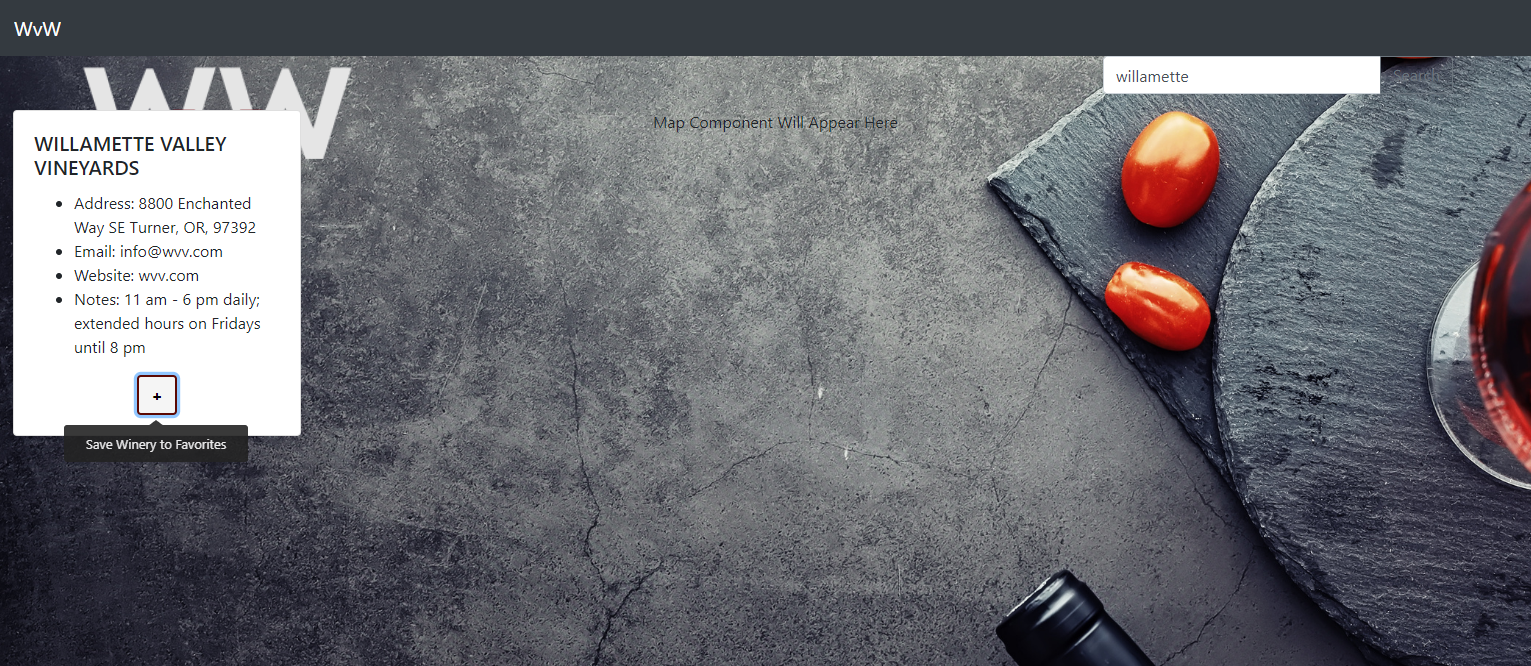 WvW
WvW
willamette
Search
Map Component Will Appear Here
WILLAMETTE VALLEY
VINEYARDS
Address: 8800 Enchanted
Way SE Turner, OR, 97392
Email: info@wvv.com
Website: wvv.com
Notes: 11 am - 6 pm daily;
extended hours on Fridays
until 8 pm
+
Save Winery to Favorites